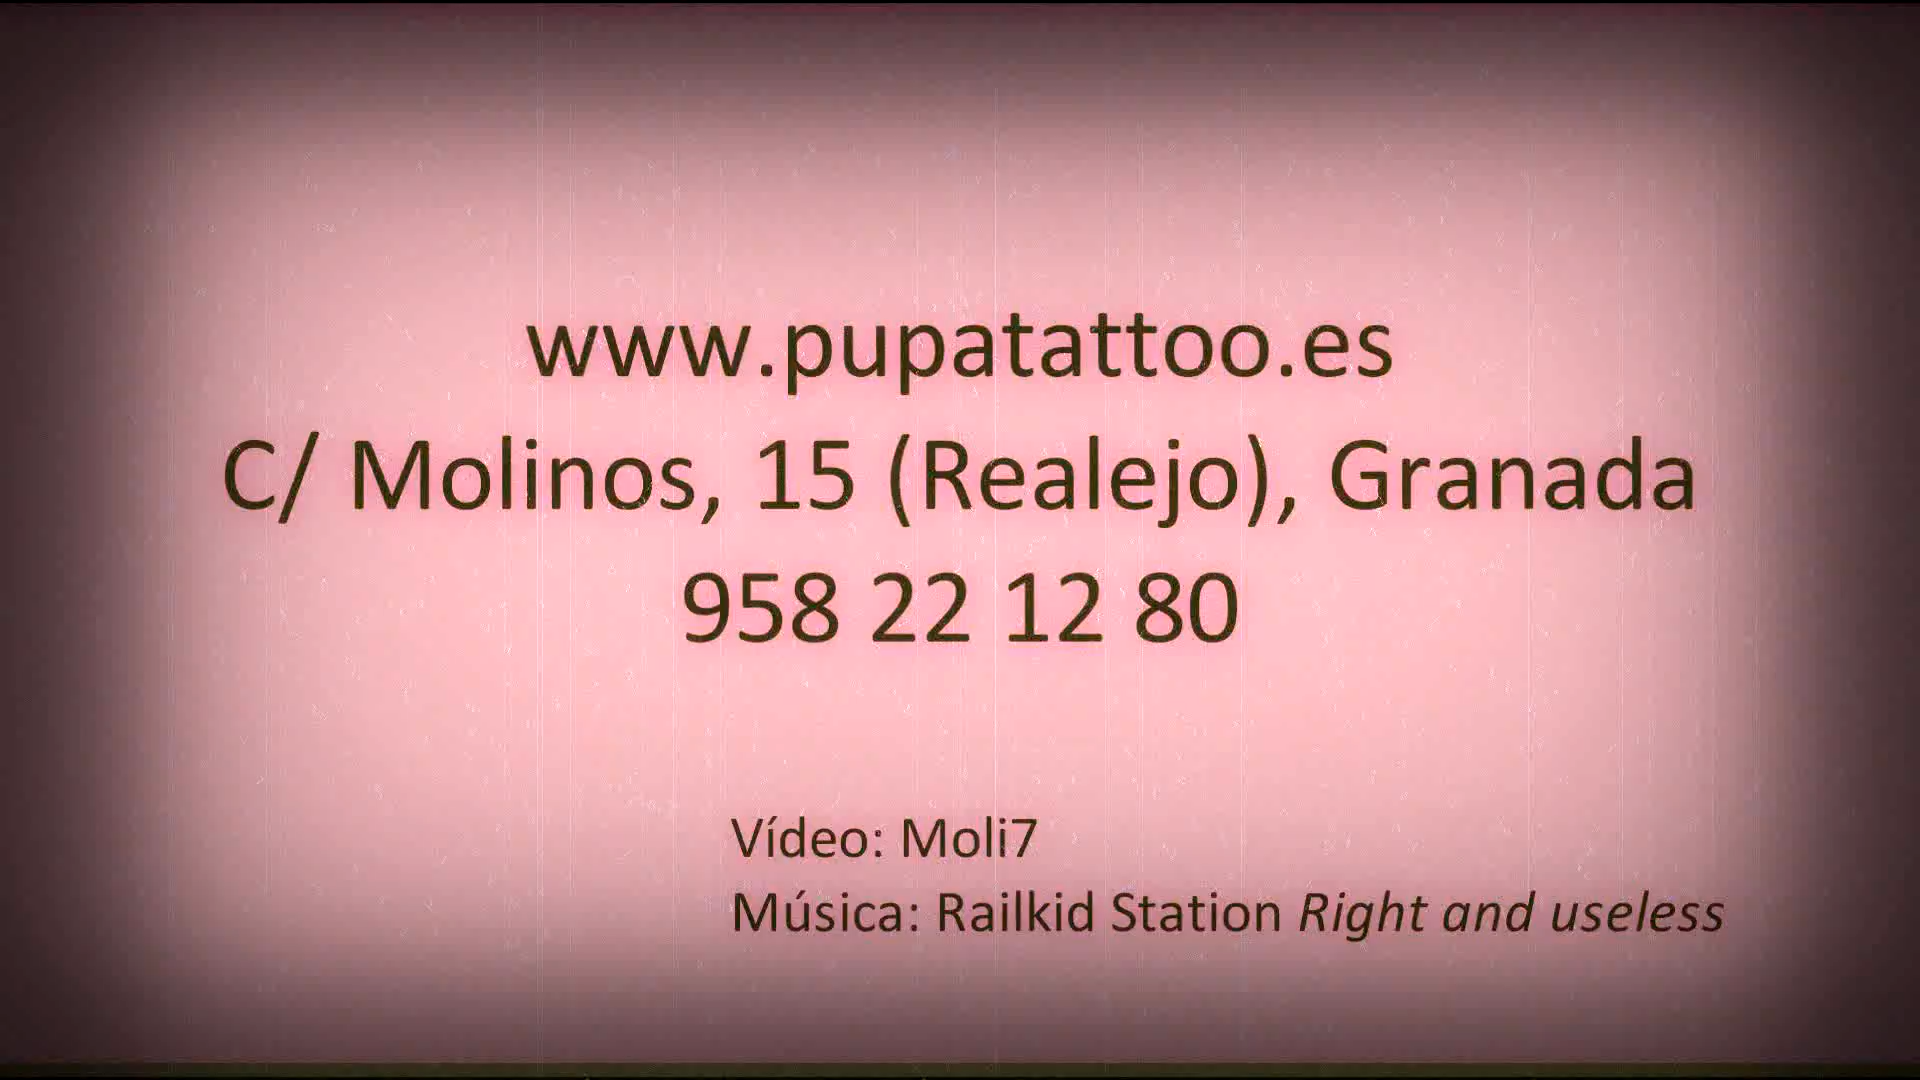 www.pupatattoo.es
C/ Molinos, 15 (Realejo), Granada
958 22 12 80
Vídeo: Moli7
Música: Railkid Station Right and useless